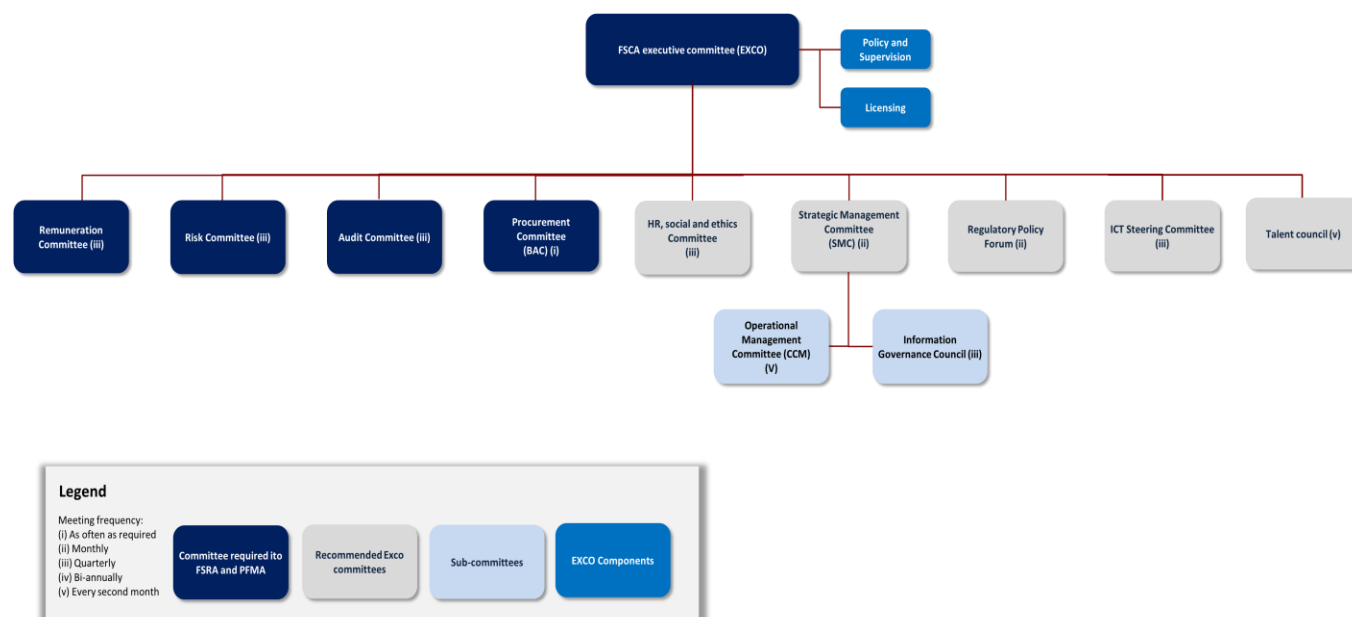 FSCA executive committee (EXCO)
Policy and
Supervision
Licensing
Remuneration
Committee (iii)
Risk Committee (iii)
Audit Committee (iii)
Procurement
Committee
(BAC) (i)
HR, social and ethics
Committee
(iii)
Strategic Management
Committee
(SMC) (ii)
Regulatory Policy
Forum (ii)
ICT Steering Committee
(iii)
Talent council (v)
Operational
Management
Committee (CCM)
(V)
Information
Governance Council (iii)
Legend
Meeting frequency:
(i) As often as required
(ii) Monthly
(iii) Quarterly
(iv) Bi-annually
(v) Every second month
Committee required ito
FSRA and PFMA
Recommended Exco
committees
Sub-committees
EXCO Components